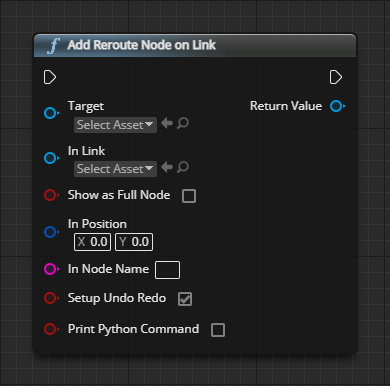 f Add Reroute Node on Link
Target
Return Value
Select Asset
In Link
Select Asset
Show as Full Node
In Position
X 0.0 Y 0.0
In Node Name
Setup Undo Redo
Print Python Command